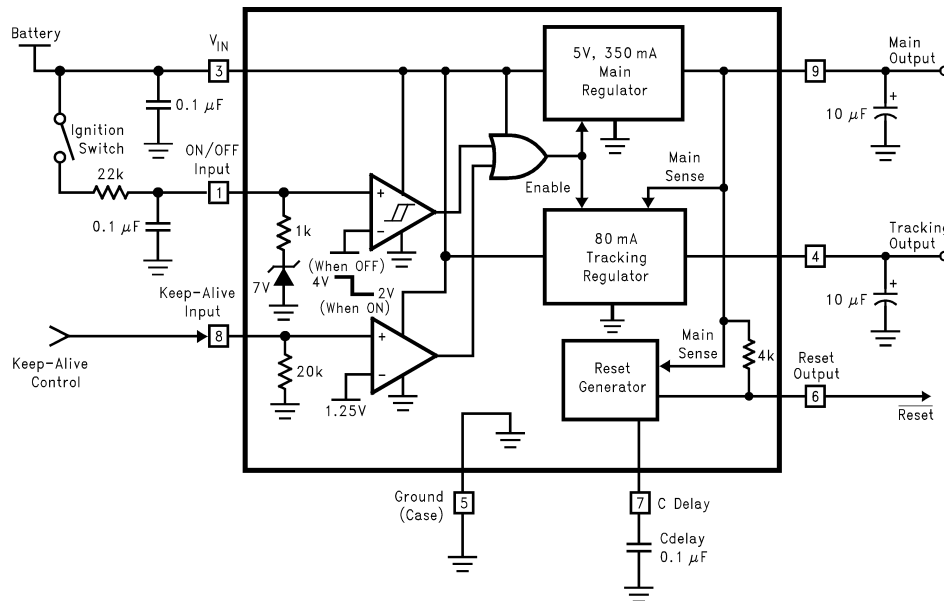 Battery
V_IN
3
0.1 μF
Ignition
Switch
ON/OFF
Input
22k
1
0.1 μF
1k
7V
+
−
(When OFF)
4V
2V
(When ON)
Keep-Alive
Input
8
Keep-Alive
Control
20k
+
−
1.25V
5V, 350 mA
Main
Regulator
9
Main
Output
+
10 μF
Enable
Main
Sense
80 mA
Tracking
Regulator
4
Tracking
Output
+
10 μF
Reset
Generator
Main
Sense
4k
Reset
Output
6
Reset
Ground
(Case)
5
7
C Delay
Cdelay
0.1 μF